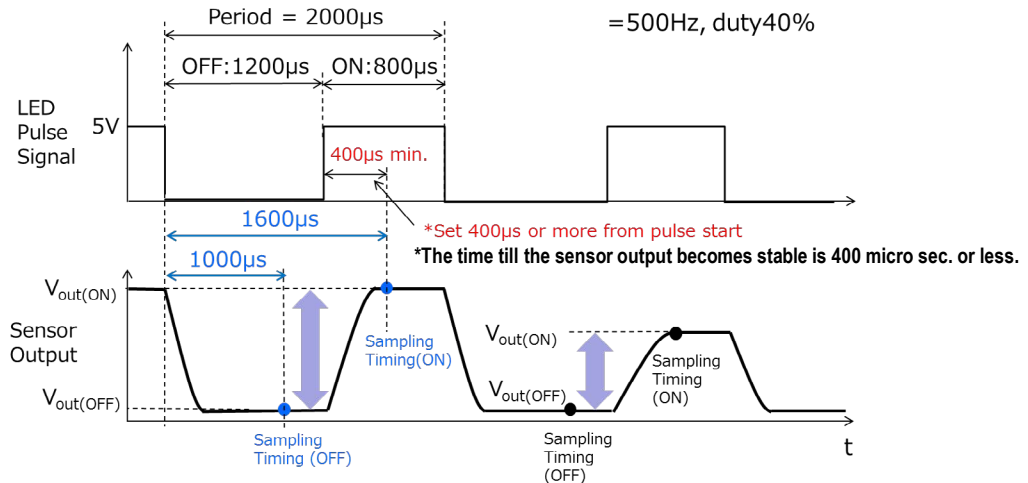 Period = 2000µs
=500Hz, duty40%
OFF:1200µs
ON:800µs
LED
Pulse
Signal
5V
400µs min.
1600µs
*Set 400µs or more from pulse start
*The time till the sensor output becomes stable is 400 micro sec. or less.
1000µs
Vout(ON)
Sensor
Output
Sampling
Timing(ON)
Vout(ON)
Sampling
Timing
(ON)
Vout(OFF)
Vout(OFF)
Sampling
Timing (OFF)
Sampling
Timing
(OFF)
t